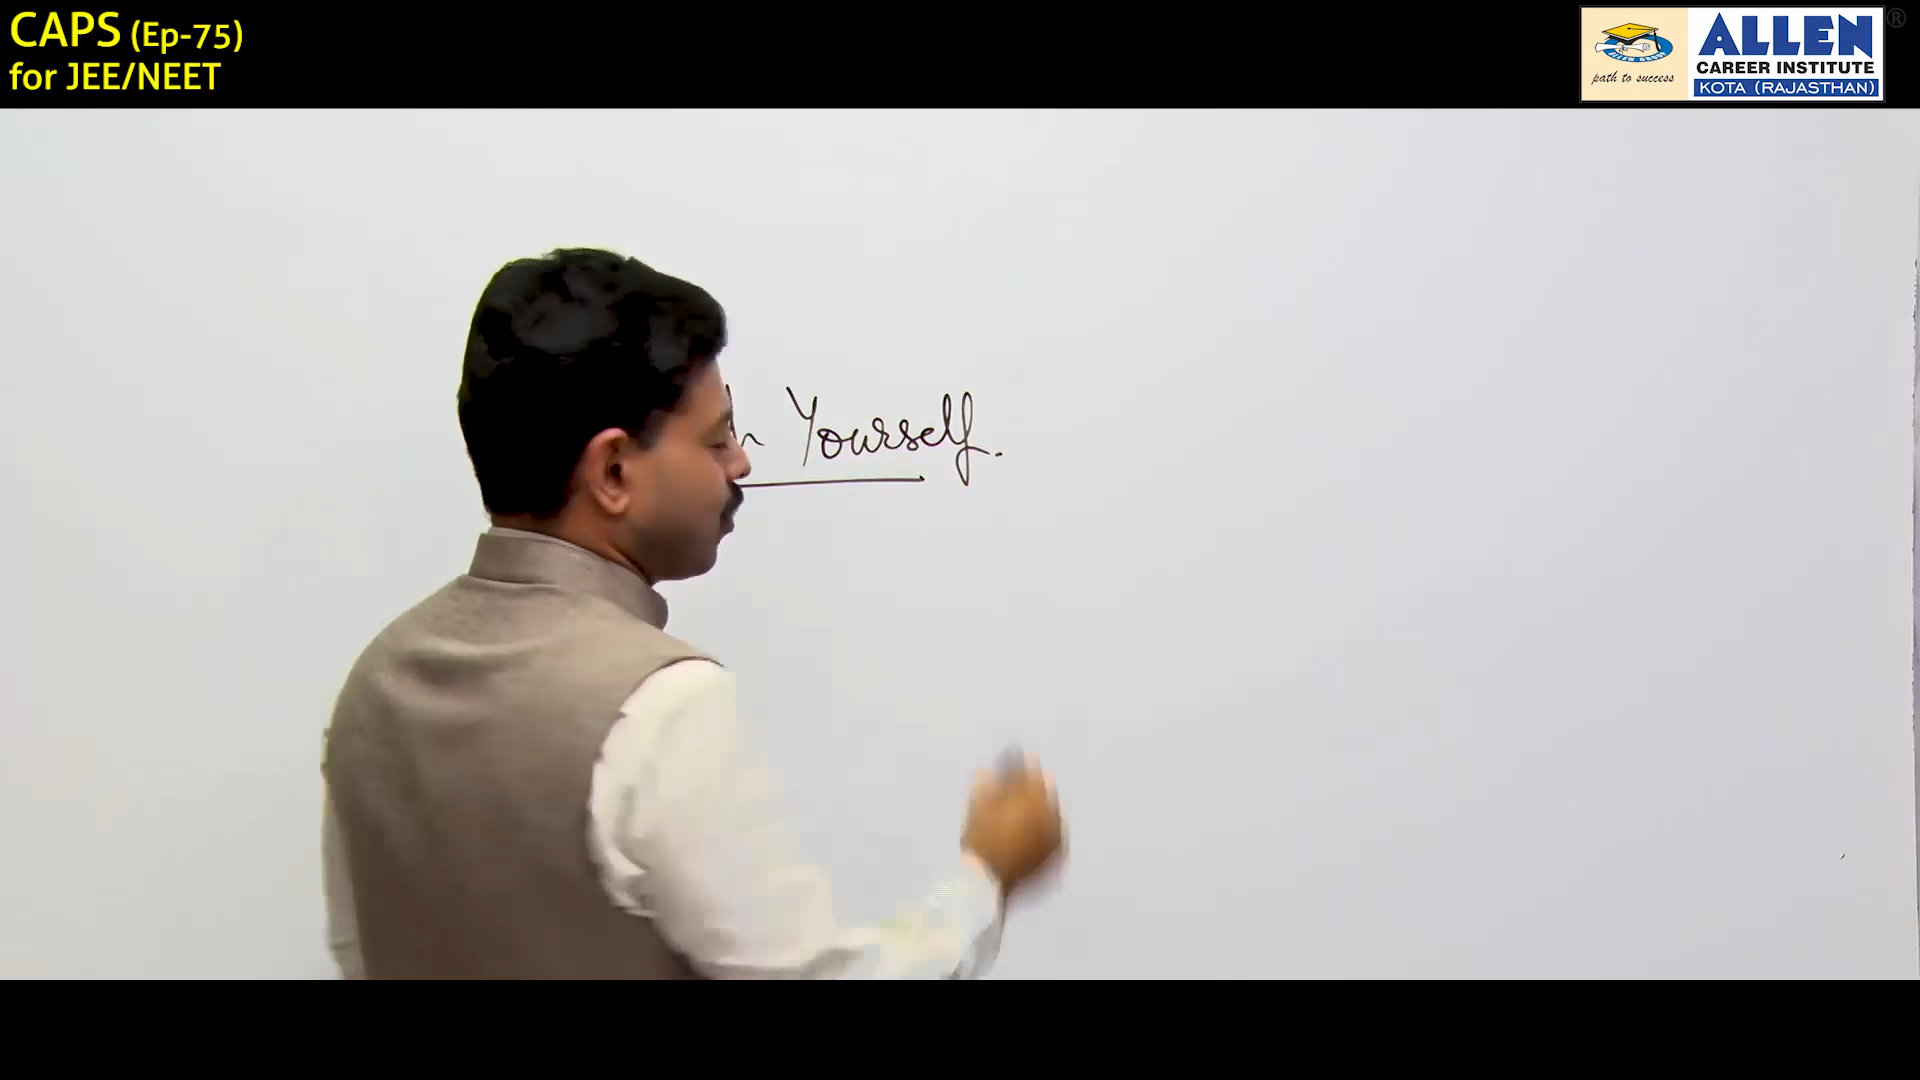 CAPS (Ep-75)
for JEE/NEET
path to success
ALLEN
CAREER INSTITUTE
KOTA (RAJASTHAN)
®
Yourself.